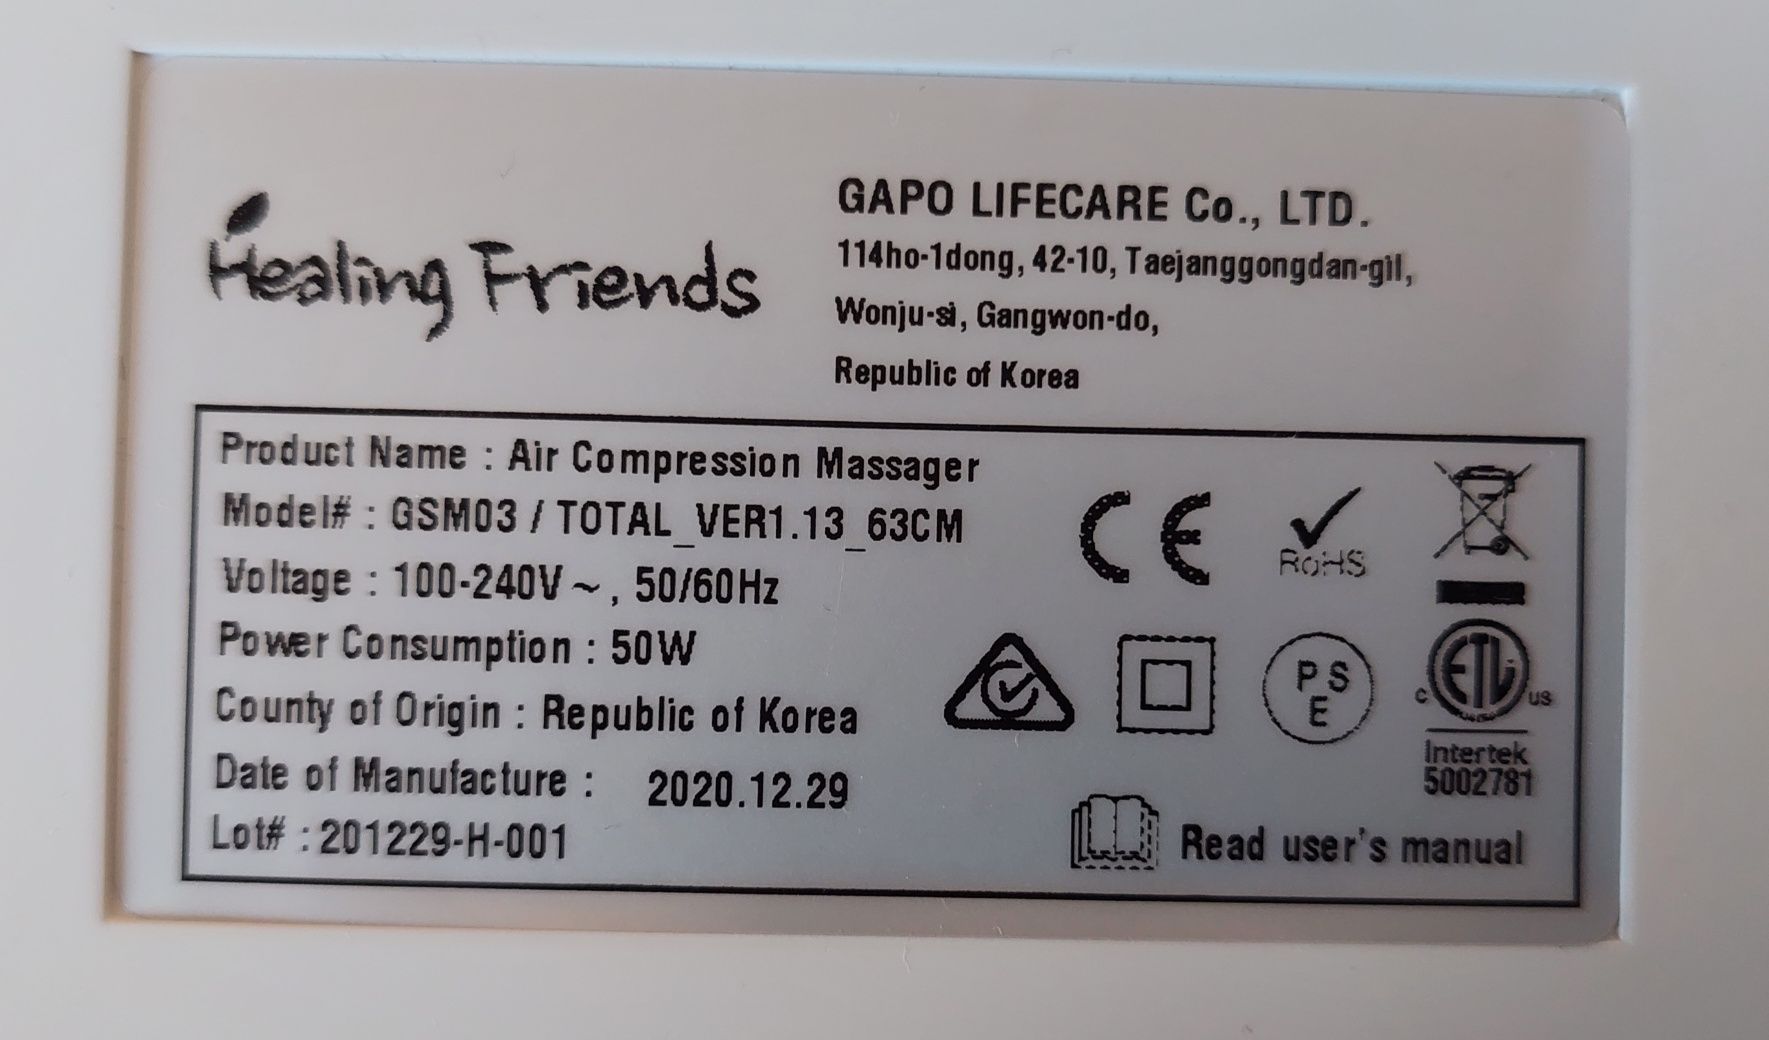 Healing Friends
GAPO LIFECARE Co., LTD.
114ho-1dong, 42-10, Taejanggongdan-gil,
Wonju-si, Gangwon-do,
Republic of Korea
Product Name : Air Compression Massager
Model# : GSM03 / TOTAL_VER1.13_63CM
Voltage : 100-240V ~ , 50/60Hz
Power Consumption : 50W
County of Origin : Republic of Korea
Date of Manufacture : 2020.12.29
Lot# : 201229-H-001
CE
RoHS
PS
E
ETL
c us
Intertek
5002781
Read user's manual